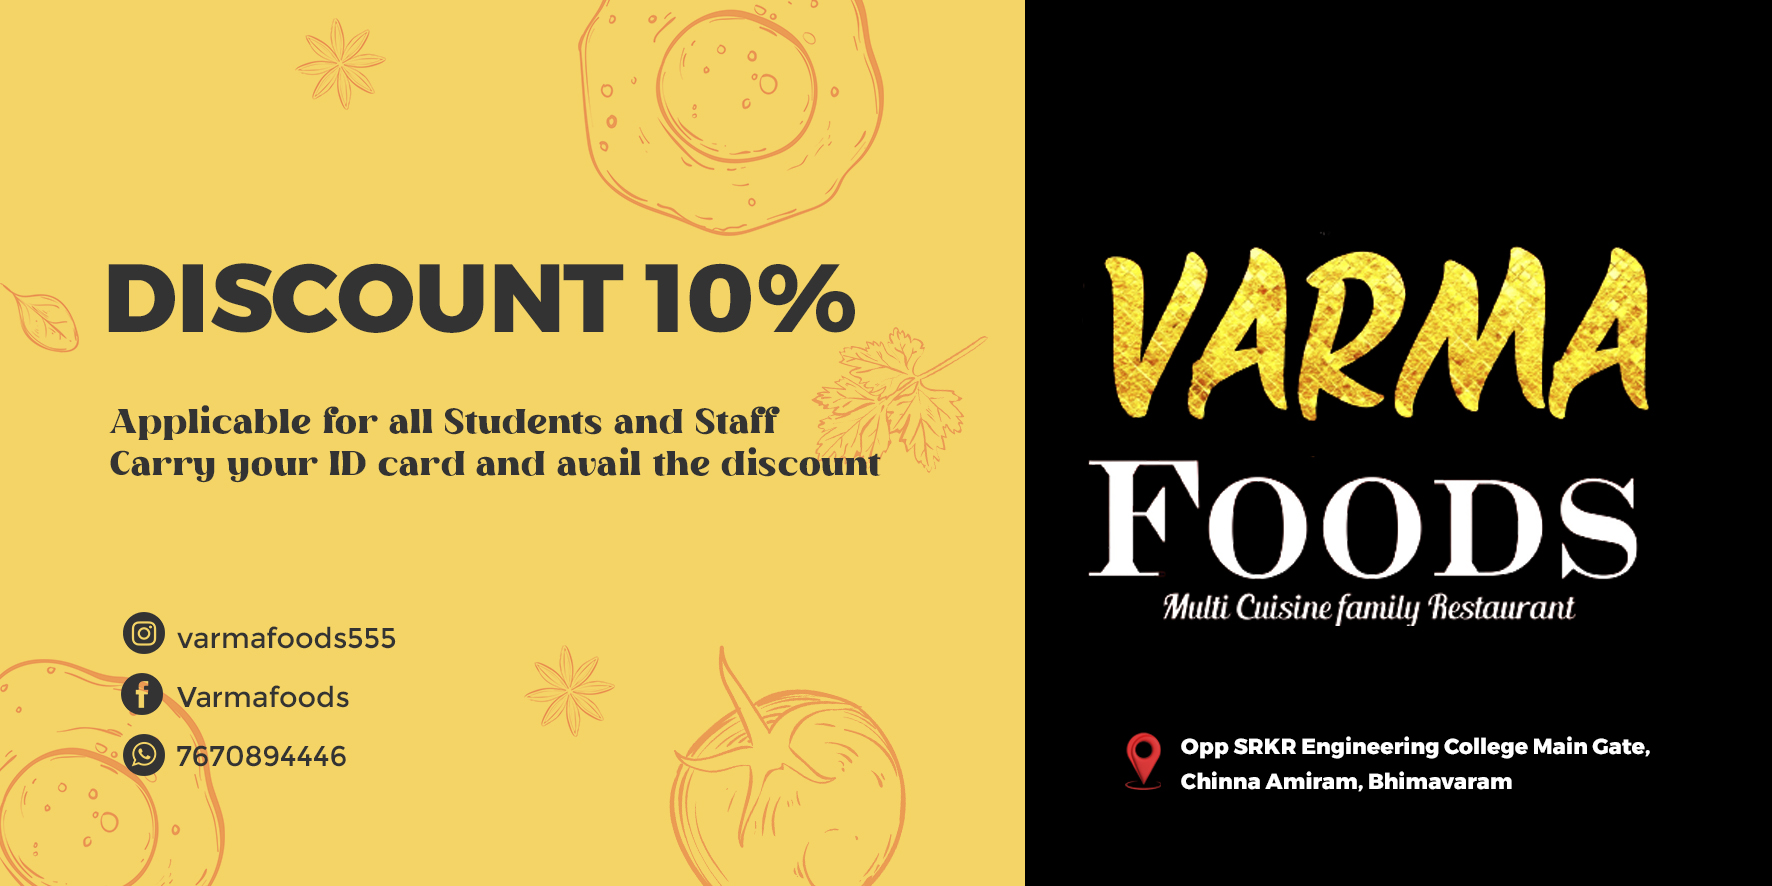 DISCOUNT 10%
Applicable for all Students and Staff
Carry your ID card and avail the discount
varmafoods555
Varmafoods
7670894446
VARMA
FOODS
Multi Cuisine family Restaurant
Opp SRKR Engineering College Main Gate,
Chinna Amiram, Bhimavaram